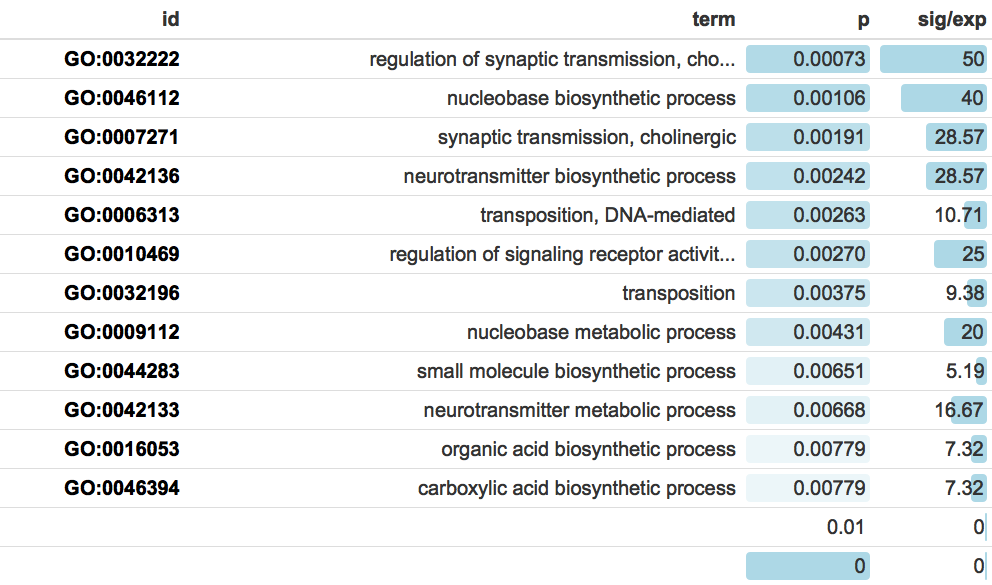 id term p sig/exp
GO:0032222 regulation of synaptic transmission, cho... 0.00073 50
GO:0046112 nucleobase biosynthetic process 0.00106 40
GO:0007271 synaptic transmission, cholinergic 0.00191 28.57
GO:0042136 neurotransmitter biosynthetic process 0.00242 28.57
GO:0006313 transposition, DNA-mediated 0.00263 10.71
GO:0010469 regulation of signaling receptor activit... 0.00270 25
GO:0032196 transposition 0.00375 9.38
GO:0009112 nucleobase metabolic process 0.00431 20
GO:0044283 small molecule biosynthetic process 0.00651 5.19
GO:0042133 neurotransmitter metabolic process 0.00668 16.67
GO:0016053 organic acid biosynthetic process 0.00779 7.32
GO:0046394 carboxylic acid biosynthetic process 0.00779 7.32
0.01 0
0 0